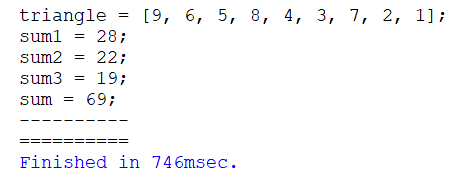 triangle = [9, 6, 5, 8, 4, 3, 7, 2, 1];
sum1 = 28;
sum2 = 22;
sum3 = 19;
sum = 69;
----------
==========
Finished in 746msec.